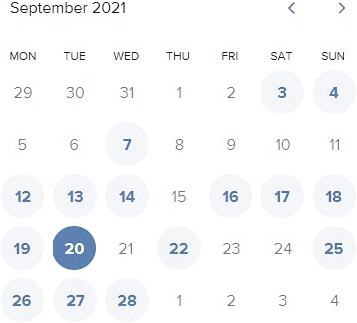 September 2021
MON TUE WED THU FRI SAT SUN
29 30 31 1 2 3 4
5 6 7 8 9 10 11
12 13 14 15 16 17 18
19 20 21 22 23 24 25
26 27 28 1 2 3 4